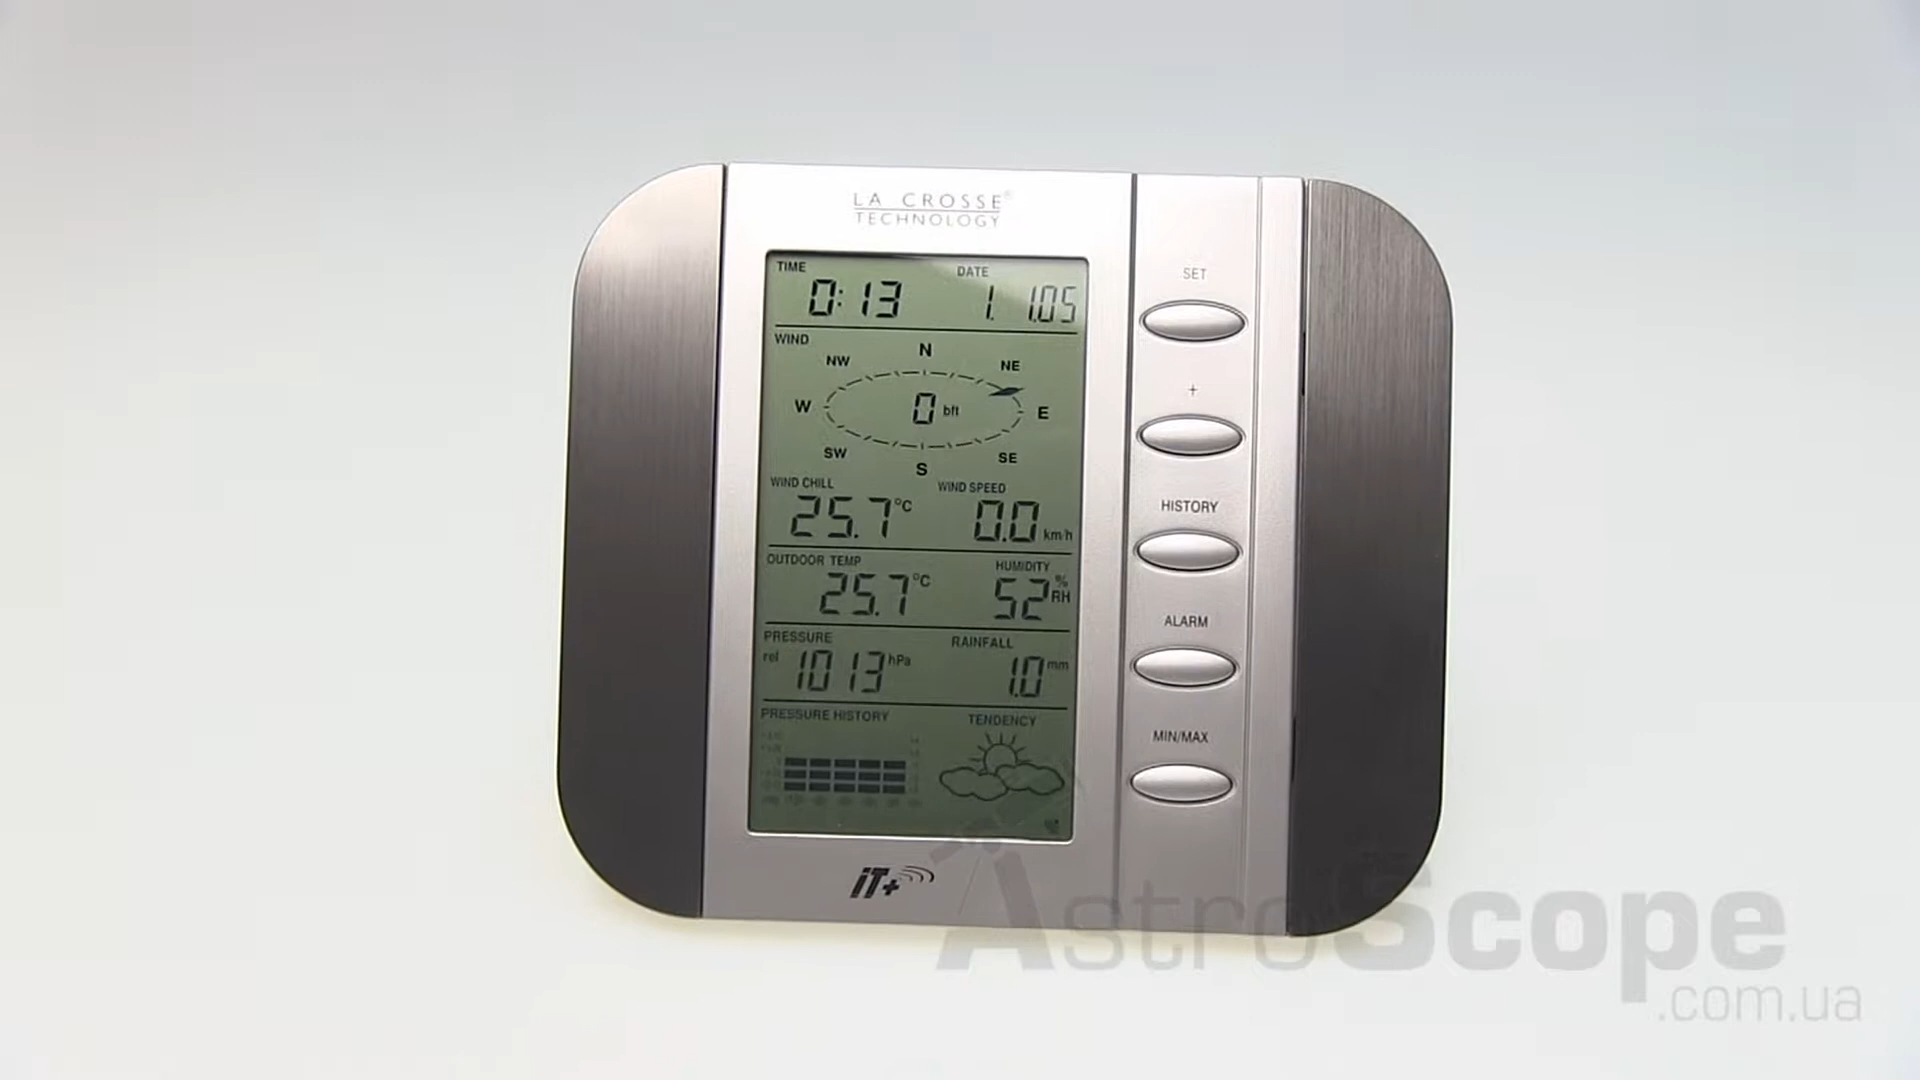 LA CROSSE®
TECHNOLOGY
TIME DATE
0:13 1. 1.05
WIND
N
NW NE
W 0 bft E
SW SE
S
WIND CHILL WIND SPEED
25.7°C 0.0 km/h
OUTDOOR TEMP HUMIDITY
25.7°C 52% RH
PRESSURE RAINFALL
rel 1013 hPa 1.0 mm
PRESSURE HISTORY TENDENCY
iT+
SET
+
HISTORY
ALARM
MIN/MAX
AstroScope
.com.ua